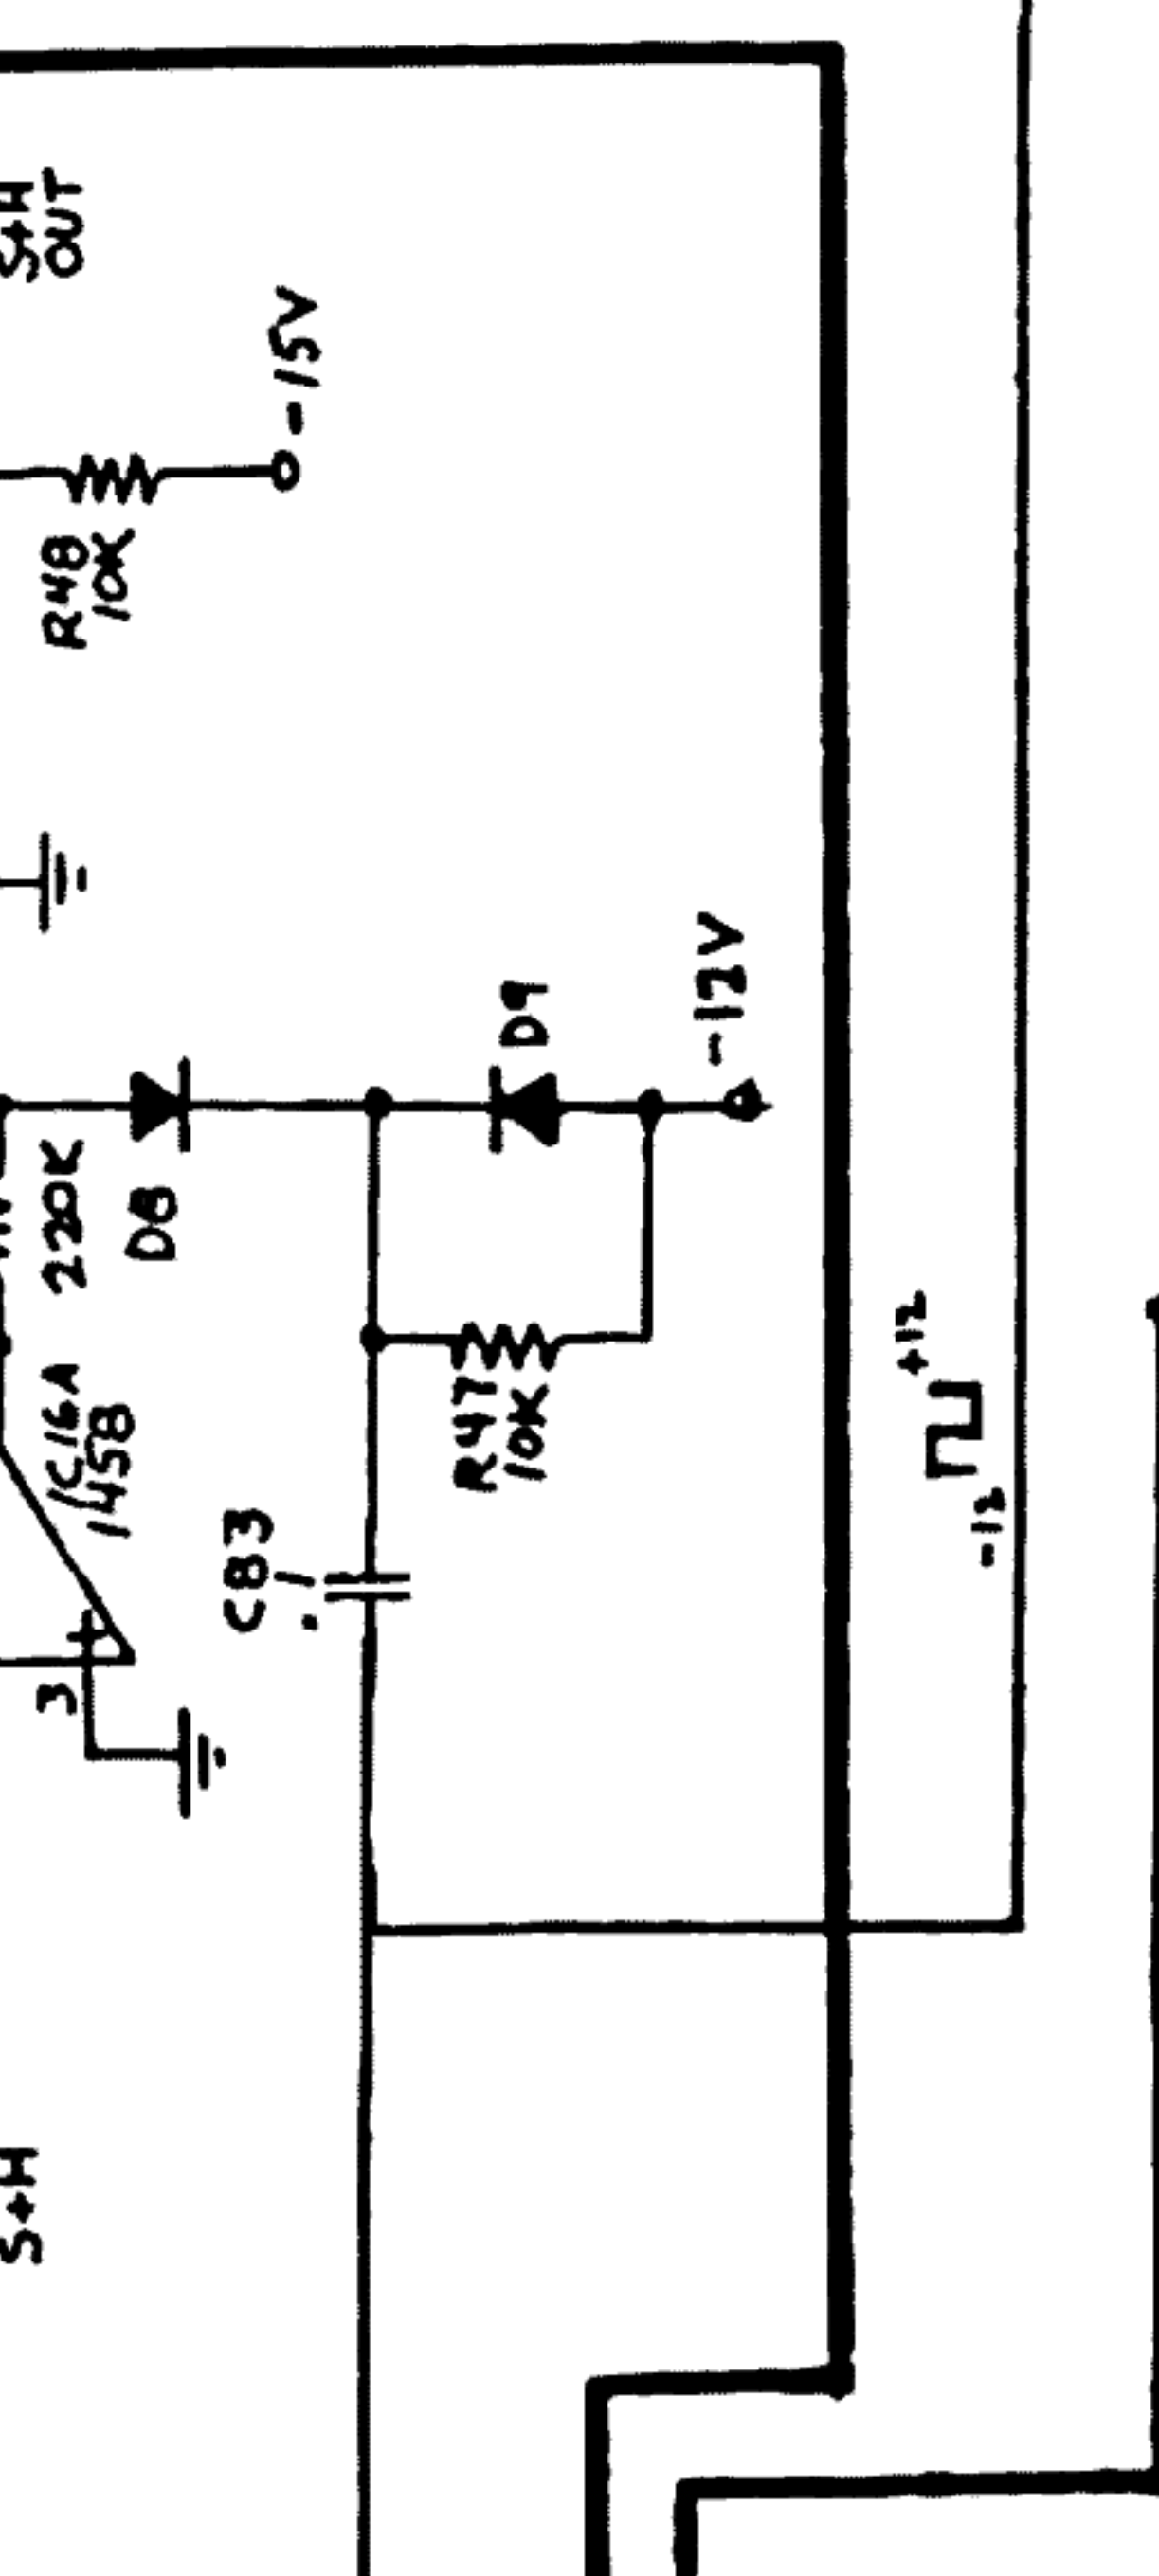 S+H
OUT
-15V
R48
10K
-12V
D9
220K
D8
+12
-12
IC16A
1458
R47
10K
C83
.1
+
3
S+H